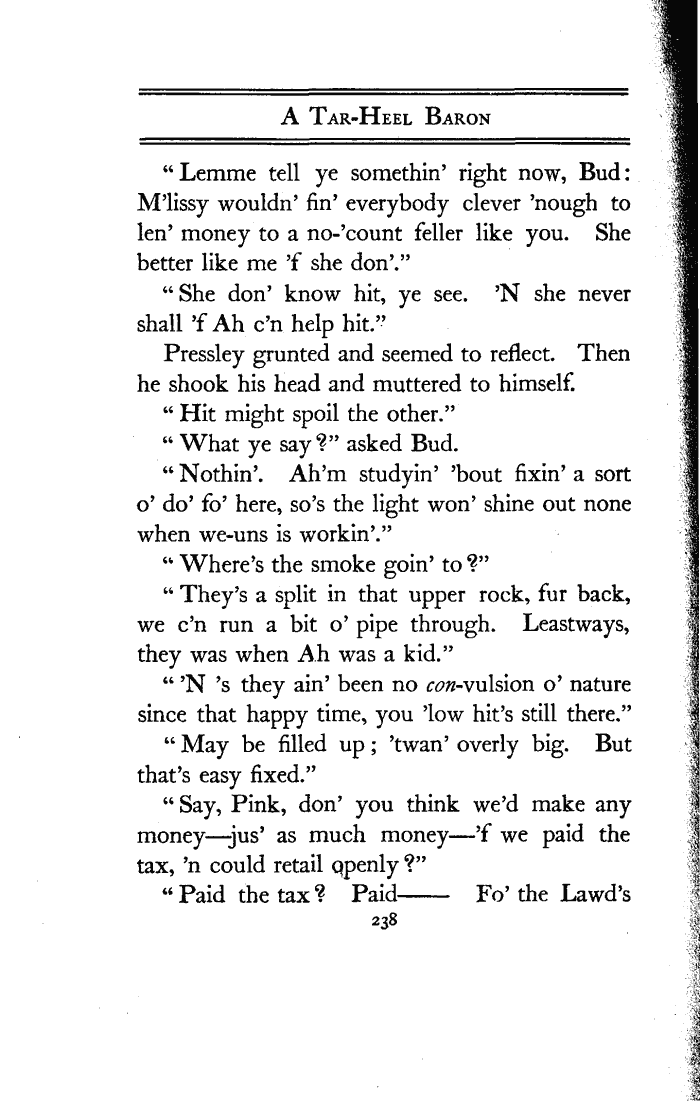 A Tar-Heel Baron
“ Lemme tell ye somethin’ right now, Bud:
M’lissy wouldn’ fin’ everybody clever ’nough to
len’ money to a no-’count feller like you. She
better like me ’f she don’.”
“ She don’ know hit, ye see. ’N she never
shall ’f Ah c’n help hit.”
Pressley grunted and seemed to reflect. Then
he shook his head and muttered to himself.
“ Hit might spoil the other.”
“ What ye say ?” asked Bud.
“ Nothin’. Ah’m studyin’ ’bout fixin’ a sort
o’ do’ fo’ here, so’s the light won’ shine out none
when we-uns is workin’.”
“ Where’s the smoke goin’ to ?”
“ They’s a split in that upper rock, fur back,
we c’n run a bit o’ pipe through. Leastways,
they was when Ah was a kid.”
“ ’N ’s they ain’ been no con-vulsion o’ nature
since that happy time, you ’low hit’s still there.”
“ May be filled up ; ’twan’ overly big. But
that’s easy fixed.”
“ Say, Pink, don’ you think we’d make any
money—jus’ as much money—’f we paid the
tax, ’n could retail openly ?”
“ Paid the tax ? Paid—— Fo’ the Lawd’s
238